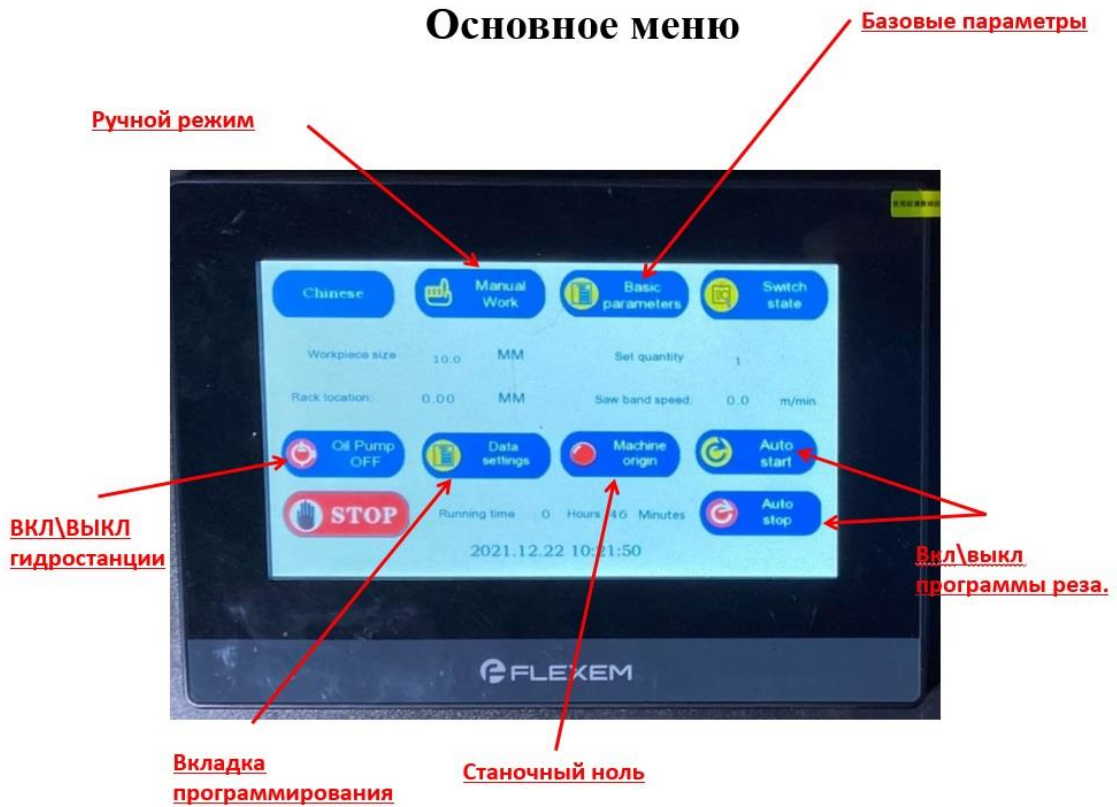 Основное меню
Базовые параметры
Ручной режим
Chinese
Manual
Work
Basic
parameters
Switch
state
Workpiece size 10.0 MM
Set quantity 1
Rack location: 0.00 MM
Saw band speed: 0.0 m/min
Oil Pump
OFF
Data
settings
Machine
origin
Auto
start
STOP
Running time 0 Hours 46 Minutes
Auto
stop
2021.12.22 10:21:50
ВКЛ\ВЫКЛ
гидростанции
Вкл\выкл
программы реза.
FLEXEM
Вкладка
программирования
Станочный ноль